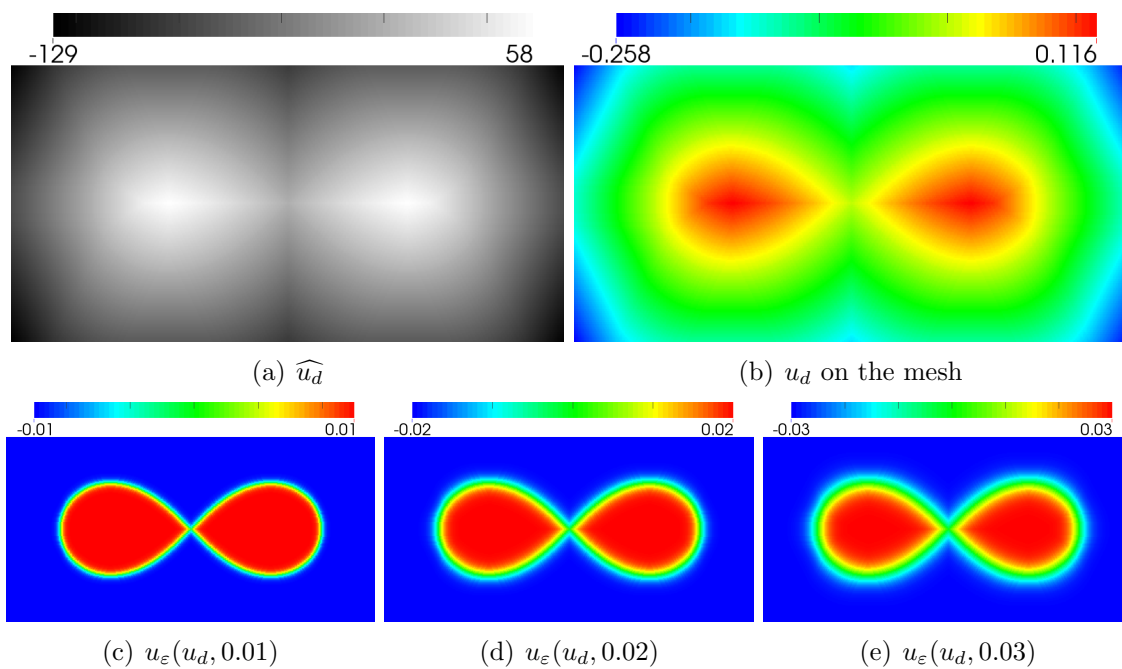 -129 58
-0.258 0.116
(a) $\widehat{u_d}$
(b) $u_d$ on the mesh
-0.01 0.01
-0.02 0.02
-0.03 0.03
(c) $u_\varepsilon(u_d, 0.01)$
(d) $u_\varepsilon(u_d, 0.02)$
(e) $u_\varepsilon(u_d, 0.03)$